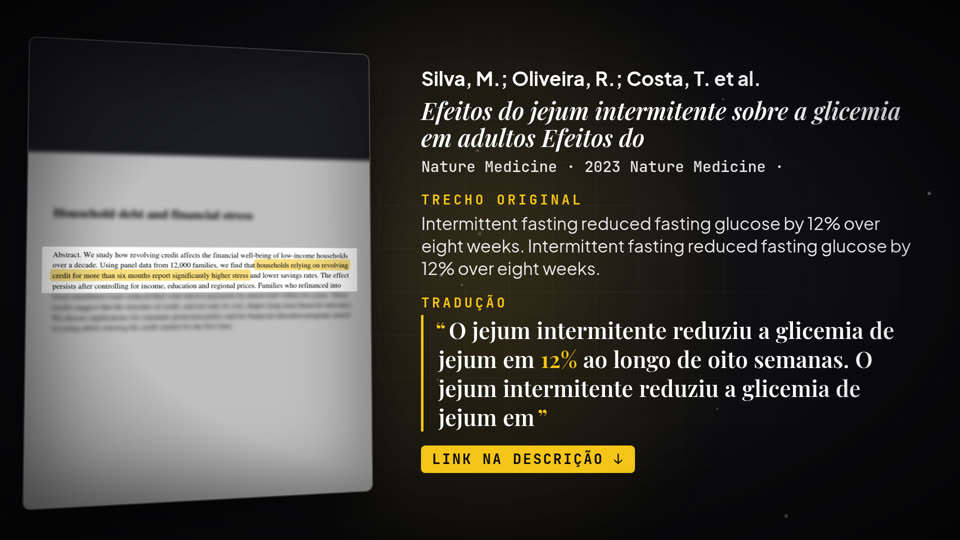 Household debt and financial stress
Abstract. We study how revolving credit affects the financial well-being of low-income households
over a decade. Using panel data from 12,000 families, we find that households relying on revolving
credit for more than six months report significantly higher stress and lower savings rates. The effect
persists after controlling for income, education and regional prices. Families who refinanced into
Silva, M.; Oliveira, R.; Costa, T. et al.
Efeitos do jejum intermitente sobre a glicemia
em adultos Efeitos do
Nature Medicine · 2023 Nature Medicine ·
TRECHO ORIGINAL
Intermittent fasting reduced fasting glucose by 12% over
eight weeks. Intermittent fasting reduced fasting glucose by
12% over eight weeks.
TRADUÇÃO
“O jejum intermitente reduziu a glicemia de
jejum em 12% ao longo de oito semanas. O
jejum intermitente reduziu a glicemia de
jejum em”
LINK NA DESCRIÇÃO ↓